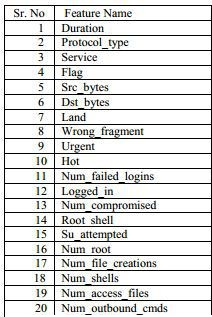 Sr. No Feature Name
1 Duration
2 Protocol_type
3 Service
4 Flag
5 Src_bytes
6 Dst_bytes
7 Land
8 Wrong_fragment
9 Urgent
10 Hot
11 Num_failed_logins
12 Logged_in
13 Num_compromised
14 Root_shell
15 Su_attempted
16 Num_root
17 Num_file_creations
18 Num_shells
19 Num_access_files
20 Num_outbound_cmds